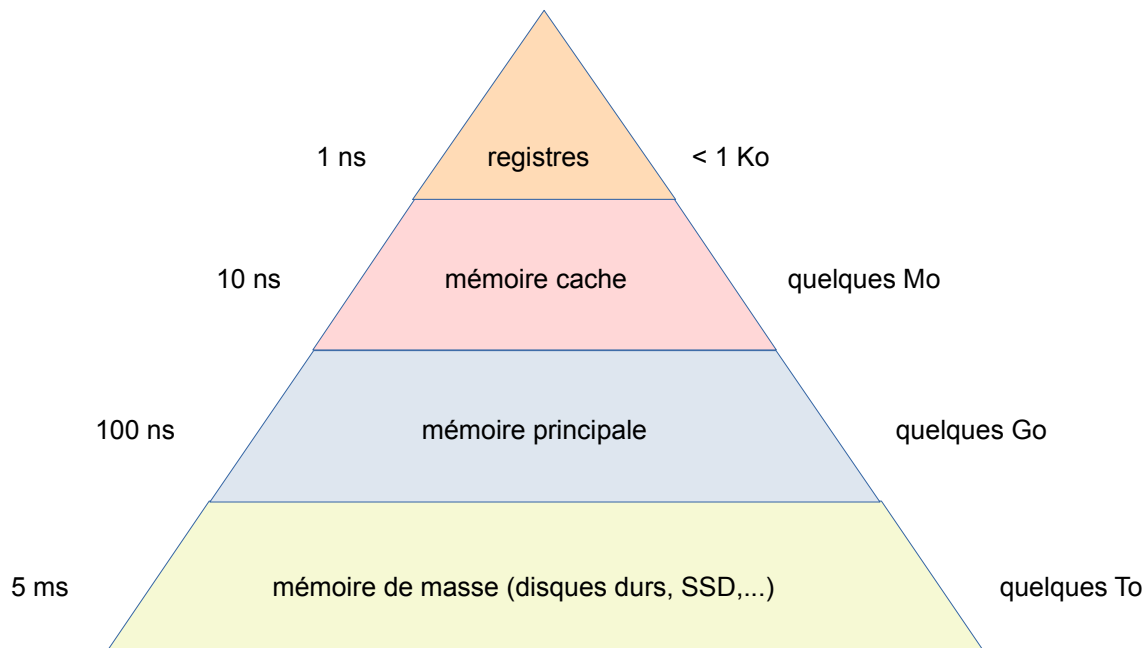 1 ns registres < 1 Ko
10 ns mémoire cache quelques Mo
100 ns mémoire principale quelques Go
5 ms mémoire de masse (disques durs, SSD,...) quelques To